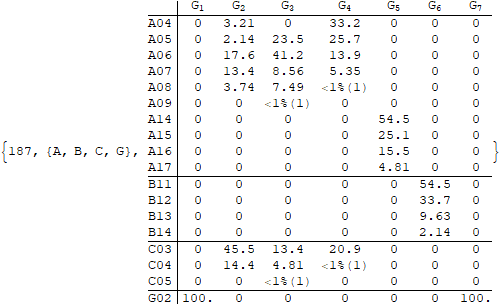 G₁ G₂ G₃ G₄ G₅ G₆ G₇
A04 0 3.21 0 33.2 0 0 0
A05 0 2.14 23.5 25.7 0 0 0
A06 0 17.6 41.2 13.9 0 0 0
A07 0 13.4 8.56 5.35 0 0 0
A08 0 3.74 7.49 <1%(1) 0 0 0
A09 0 0 <1%(1) 0 0 0 0
A14 0 0 0 0 54.5 0 0
A15 0 0 0 0 25.1 0 0
{187, {A, B, C, G}, A16 0 0 0 0 15.5 0 0 }
A17 0 0 0 0 4.81 0 0
B11 0 0 0 0 0 54.5 0
B12 0 0 0 0 0 33.7 0
B13 0 0 0 0 0 9.63 0
B14 0 0 0 0 0 2.14 0
C03 0 45.5 13.4 20.9 0 0 0
C04 0 14.4 4.81 <1%(1) 0 0 0
C05 0 0 <1%(1) 0 0 0 0
G02 100. 0 0 0 0 0 100.